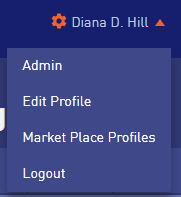 Diana D. Hill
Admin
Edit Profile
Market Place Profiles
Logout